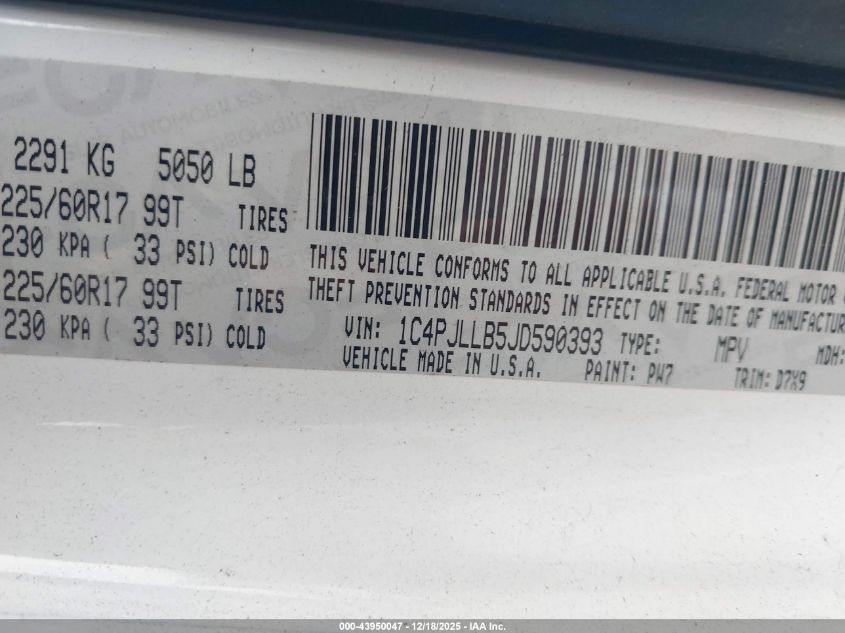 2291 KG 5050 LB
225/60R17 99T TIRES
230 KPA ( 33 PSI) COLD
225/60R17 99T TIRES
230 KPA ( 33 PSI) COLD
THIS VEHICLE CONFORMS TO ALL APPLICABLE U.S.A. FEDERAL MOTOR
THEFT PREVENTION STANDARDS IN EFFECT ON THE DATE OF MANUFACTUR
VIN: 1C4PJLLB5JD590393 TYPE: MPV MDH:
VEHICLE MADE IN U.S.A. PAINT: PW7 TRIM: D7X9
000-43950047 - 12/18/2025 - IAA Inc.